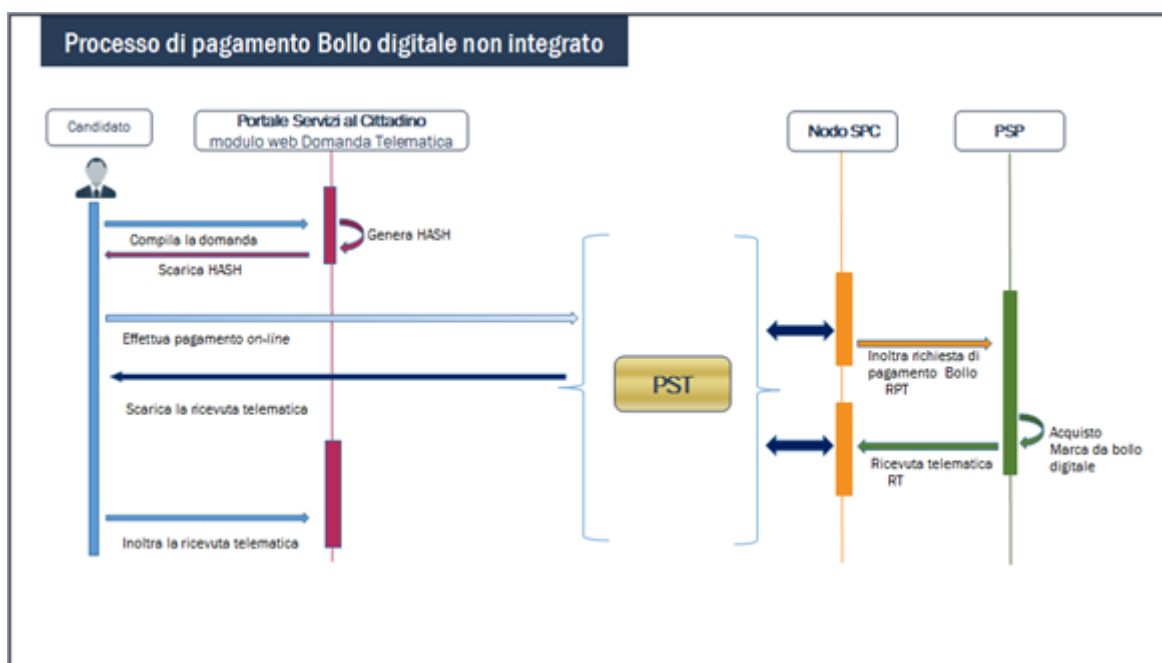 Processo di pagamento Bollo digitale non integrato
Candidato
Portale Servizi al Cittadino
modulo web Domanda Telematica
Nodo SPC
PSP
Compila la domanda
Genera HASH
Scarica HASH
Effettua pagamento on-line
Inoltra richiesta di
pagamento Bollo
RPT
PST
Scarica la ricevuta telematica
Acquisto
Marca da bollo
digitale
Ricevuta telematica
RT
Inoltra la ricevuta telematica